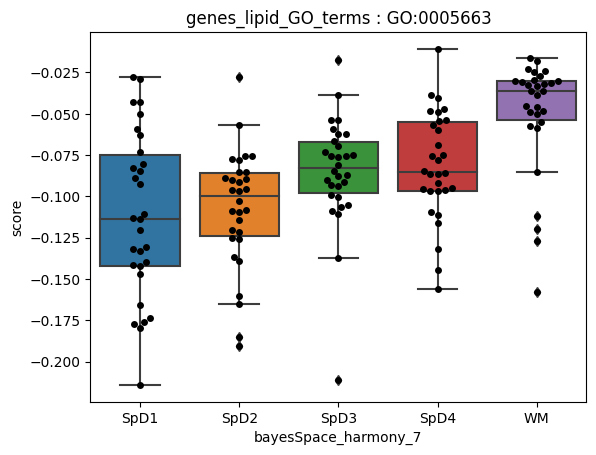 genes_lipid_GO_terms : GO:0005663
score
−0.025
−0.050
−0.075
−0.100
−0.125
−0.150
−0.175
−0.200
SpD1 SpD2 SpD3 SpD4 WM
bayesSpace_harmony_7